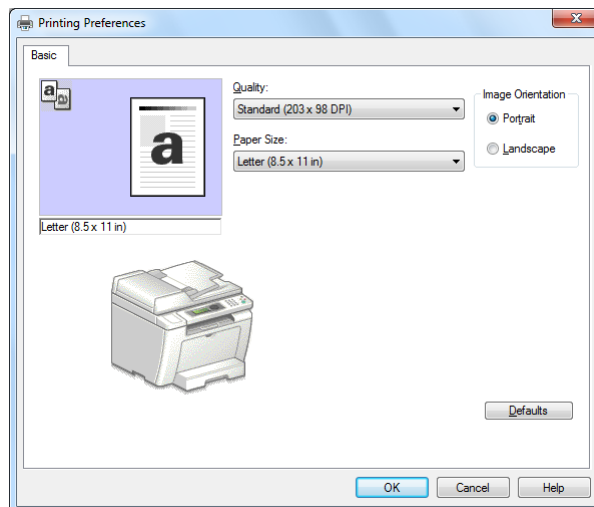 Printing Preferences
Basic
a
a
a
Quality:
Standard (203 x 98 DPI)
Paper Size:
Letter (8.5 x 11 in)
Image Orientation
Portrait
Landscape
Letter (8.5 x 11 in)
Defaults
OK
Cancel
Help